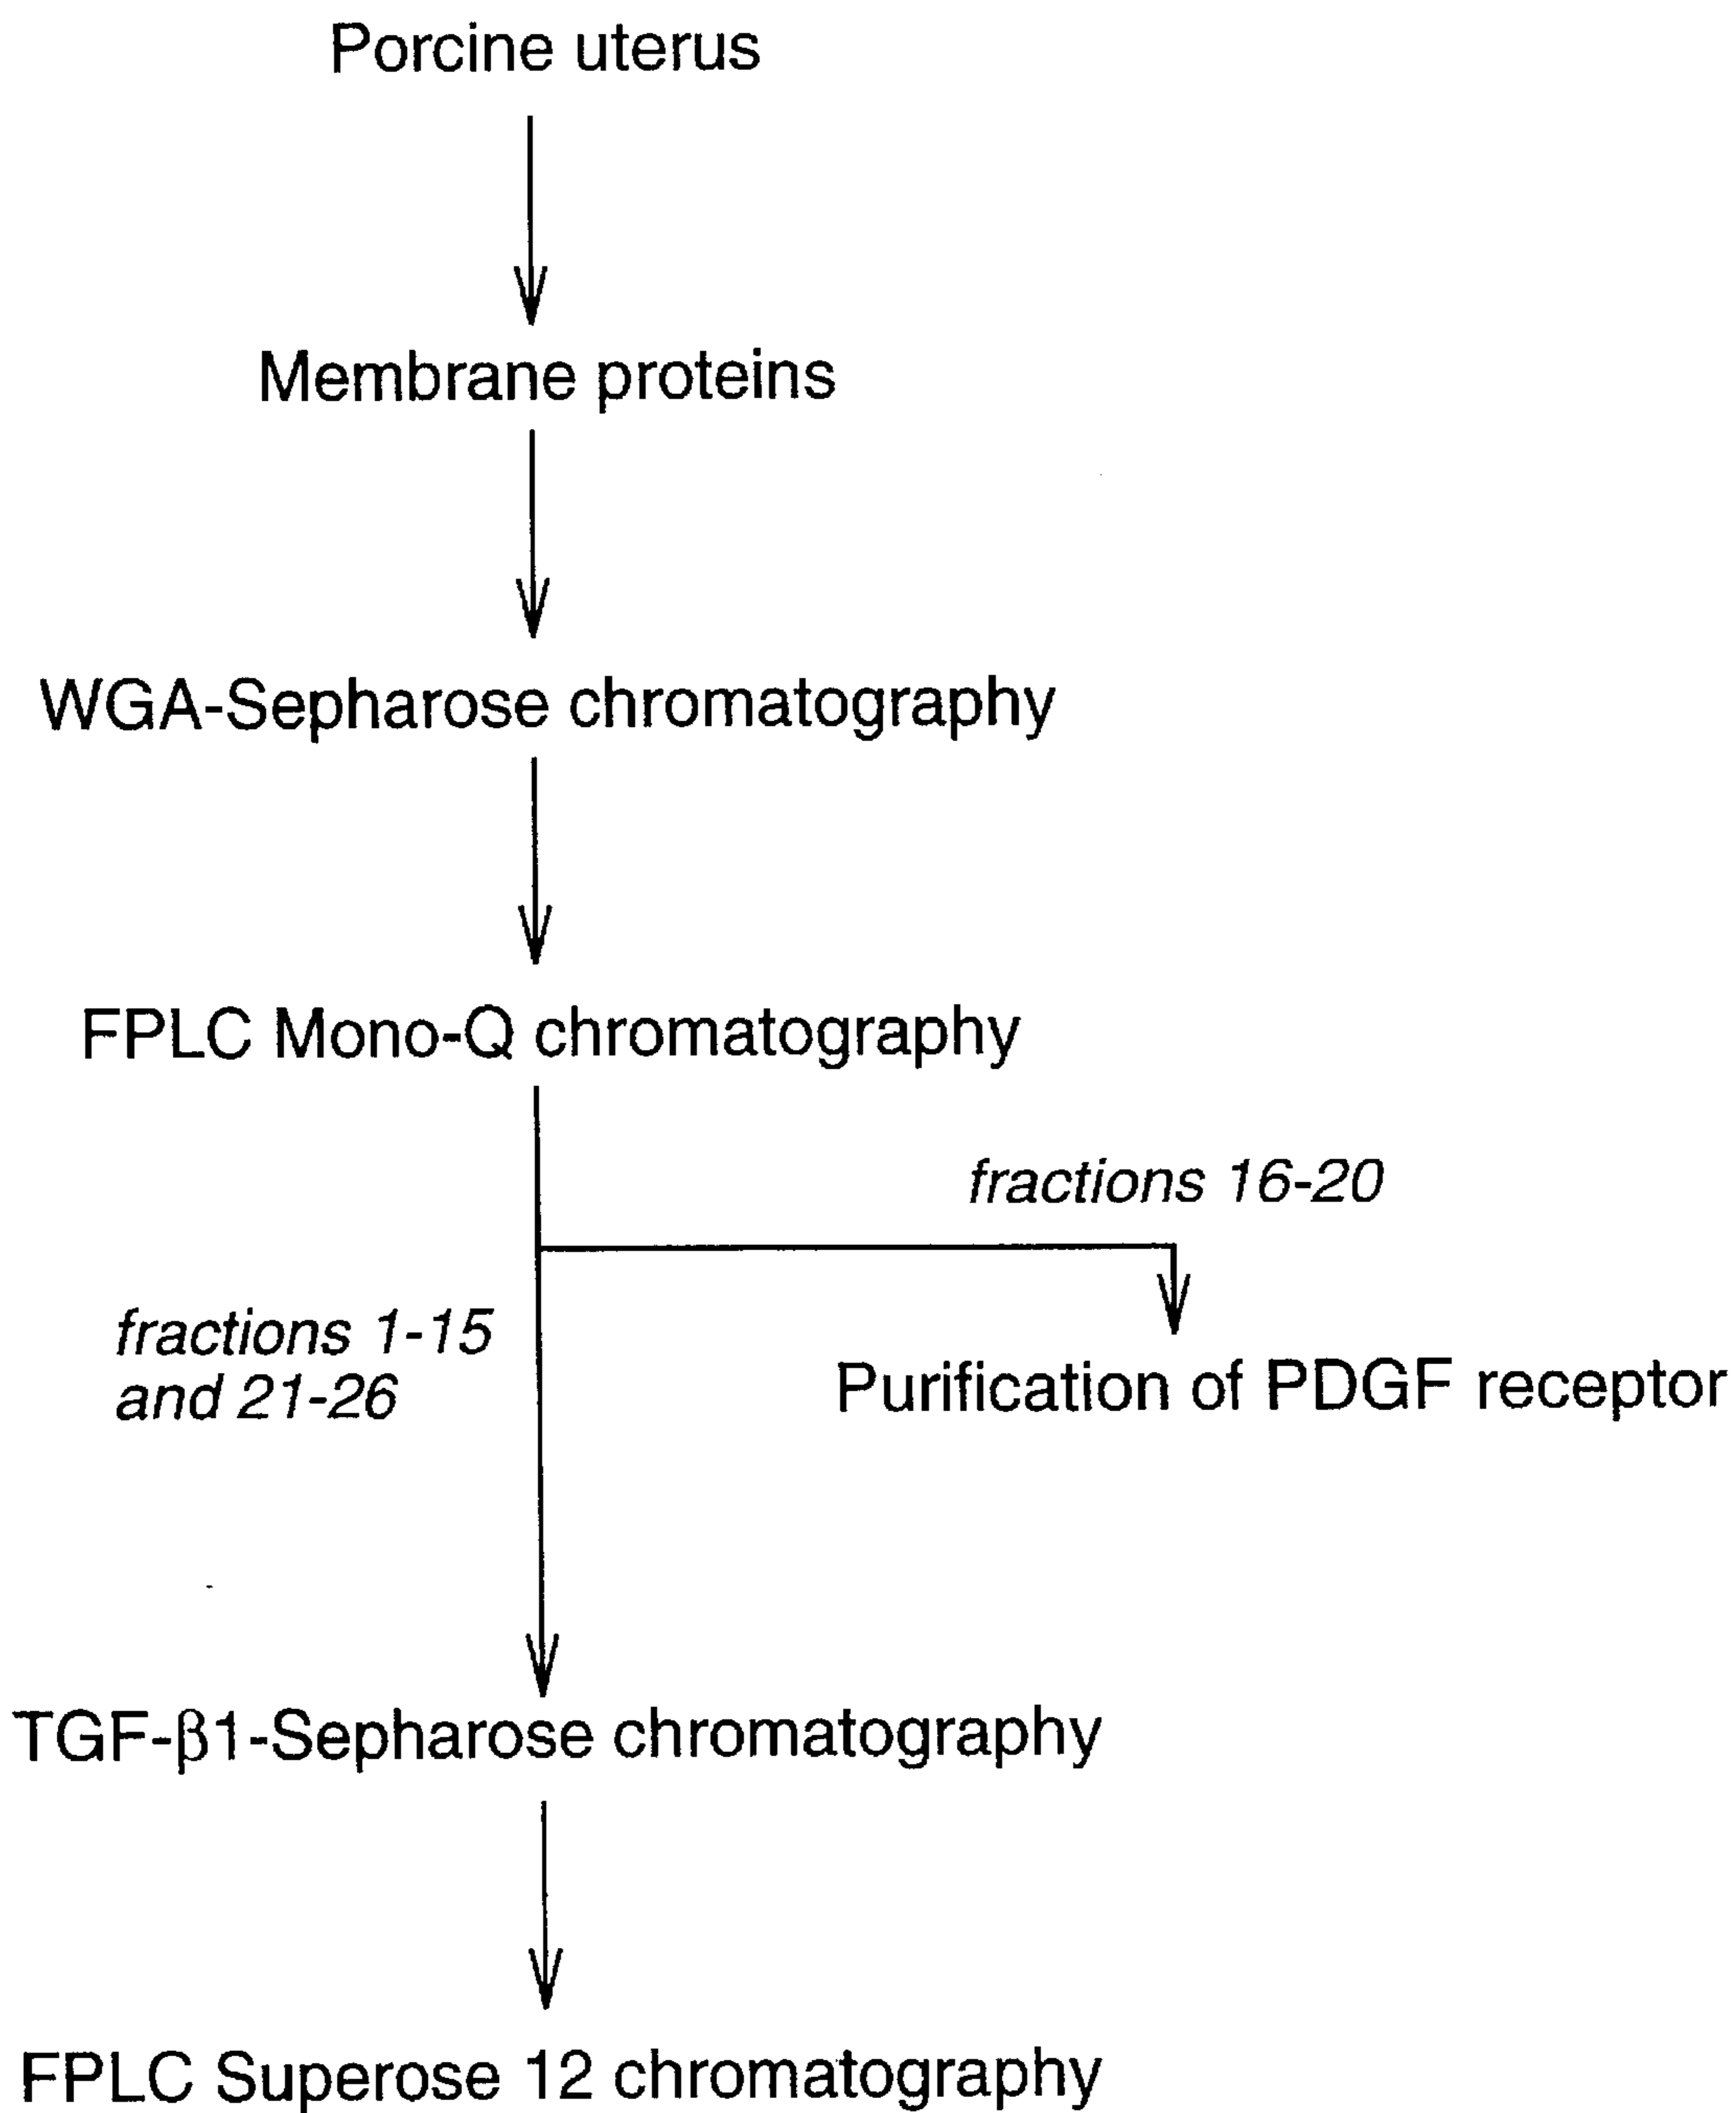 Porcine uterus
Membrane proteins
WGA-Sepharose chromatography
FPLC Mono-Q chromatography
fractions 16-20
fractions 1-15
and 21-26
Purification of PDGF receptor
TGF-β1-Sepharose chromatography
FPLC Superose 12 chromatography